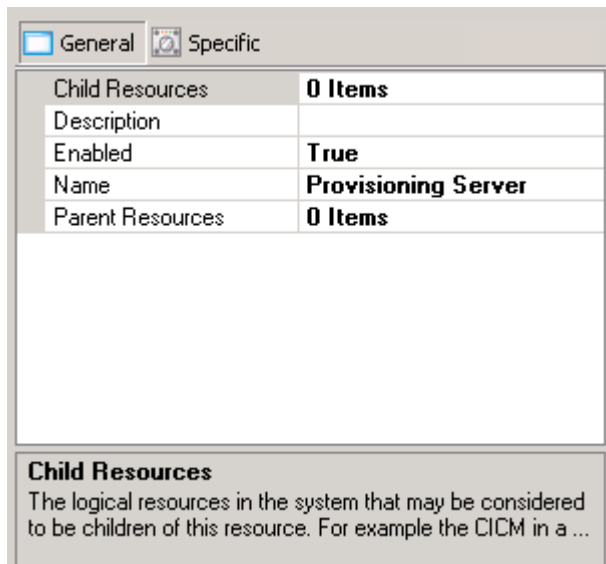 General Specific
Child Resources 0 Items
Description
Enabled True
Name Provisioning Server
Parent Resources 0 Items
Child Resources
The logical resources in the system that may be considered
to be children of this resource. For example the CICM in a ...